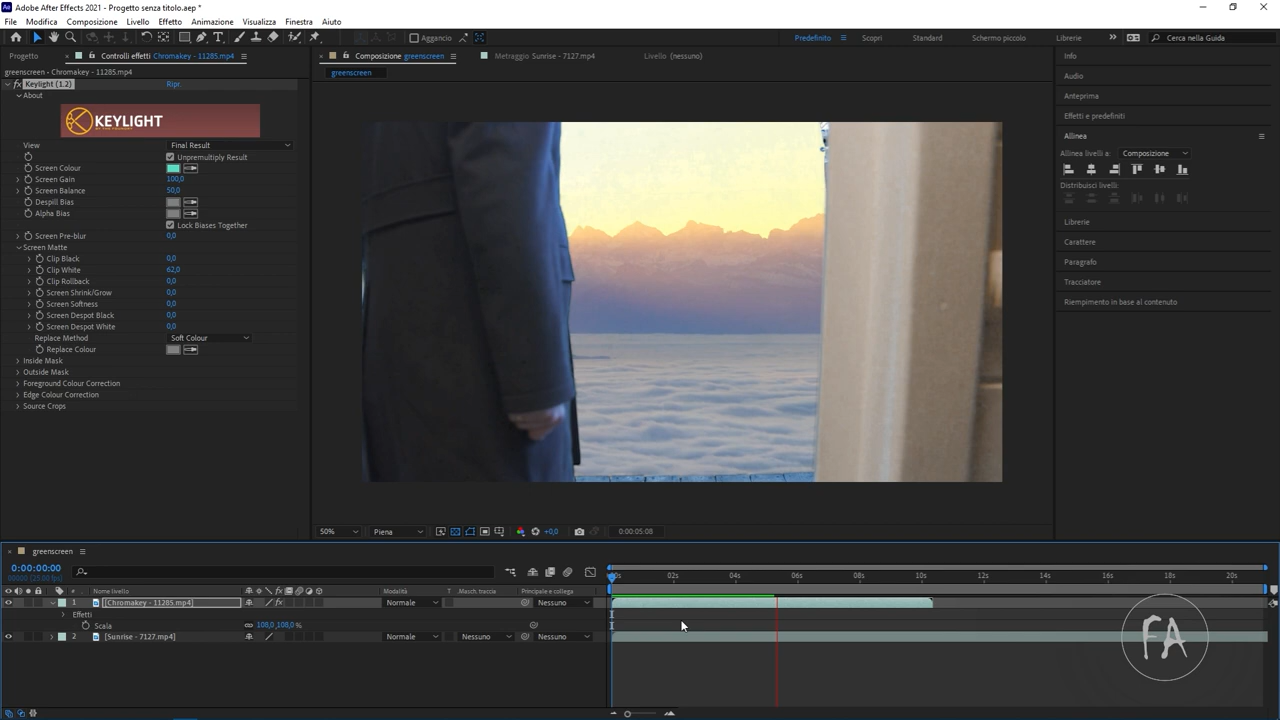 Adobe After Effects 2021 - Progetto senza titolo.aep *
File Modifica Composizione Livello Effetto Animazione Visualizza Finestra Aiuto
Aggancio Predefinito Scopri Standard Schermo piccolo Librerie Cerca nella Guida
Progetto Controlli effetti Chromakey - 11285.mp4
greenscreen • Chromakey - 11285.mp4
fx Keylight (1.2) Ripr.
About
KEYLIGHT
BY THE FOUNDRY
View Final Result
Unpremultiply Result
Screen Colour
Screen Gain 100,0
Screen Balance 50,0
Despill Bias
Alpha Bias
Lock Biases Together
Screen Pre-blur 0,0
Screen Matte
Clip Black 0,0
Clip White 62,0
Clip Rollback 0,0
Screen Shrink/Grow 0,0
Screen Softness 0,0
Screen Despot Black 0,0
Screen Despot White 0,0
Replace Method Soft Colour
Replace Colour
Inside Mask
Outside Mask
Foreground Colour Correction
Edge Colour Correction
Source Crops
Composizione greenscreen Metraggio Sunrise - 7127.mp4 Livello (nessuno)
greenscreen
50% Piena +0,0 0:00:05:08
Info
Audio
Anteprima
Effetti e predefiniti
Allinea
Allinea livelli a: Composizione
Distribuisci livelli:
Librerie
Carattere
Paragrafo
Tracciatore
Riempimento in base al contenuto
greenscreen
0:00:00:00
00000 (25.00 fps)
02s 04s 06s 08s 10s 12s 14s 16s 18s 20s
Nome livello Modalità T Masch. traccia Principale e collega
1 [Chromakey - 11285.mp4] Normale Nessuno
Effetti
Scala 108,0,108,0 %
2 [Sunrise - 7127.mp4] Normale Nessuno Nessuno
FA